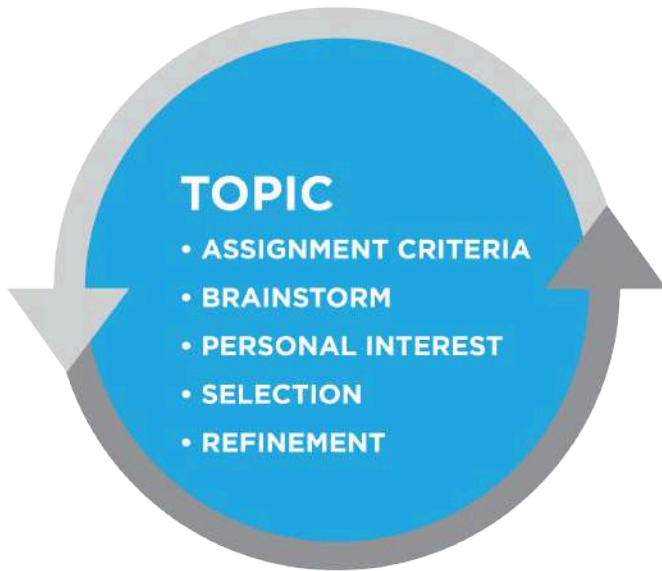 TOPIC
• ASSIGNMENT CRITERIA
• BRAINSTORM
• PERSONAL INTEREST
• SELECTION
• REFINEMENT